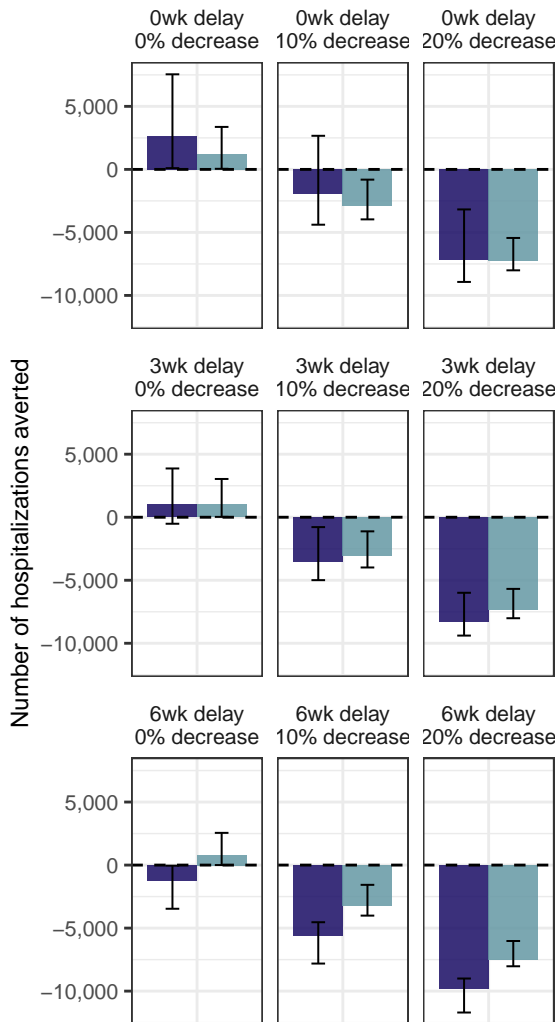 0wk delay
0% decrease
0wk delay
10% decrease
0wk delay
20% decrease
5,000
0
−5,000
−10,000
3wk delay
0% decrease
3wk delay
10% decrease
3wk delay
20% decrease
5,000
0
−5,000
−10,000
6wk delay
0% decrease
6wk delay
10% decrease
6wk delay
20% decrease
5,000
0
−5,000
−10,000
Number of hospitalizations averted